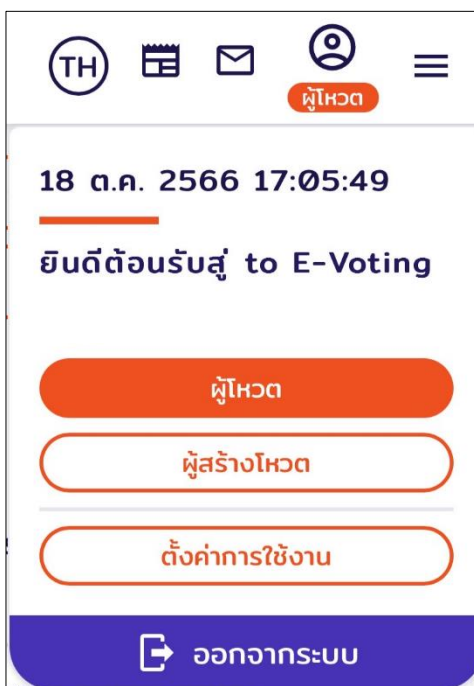 TH
ผู้โหวต
18 ต.ค. 2566 17:05:49
ยินดีต้อนรับสู่ to E-Voting
ผู้โหวต
ผู้สร้างโหวต
ตั้งค่าการใช้งาน
ออกจากระบบ